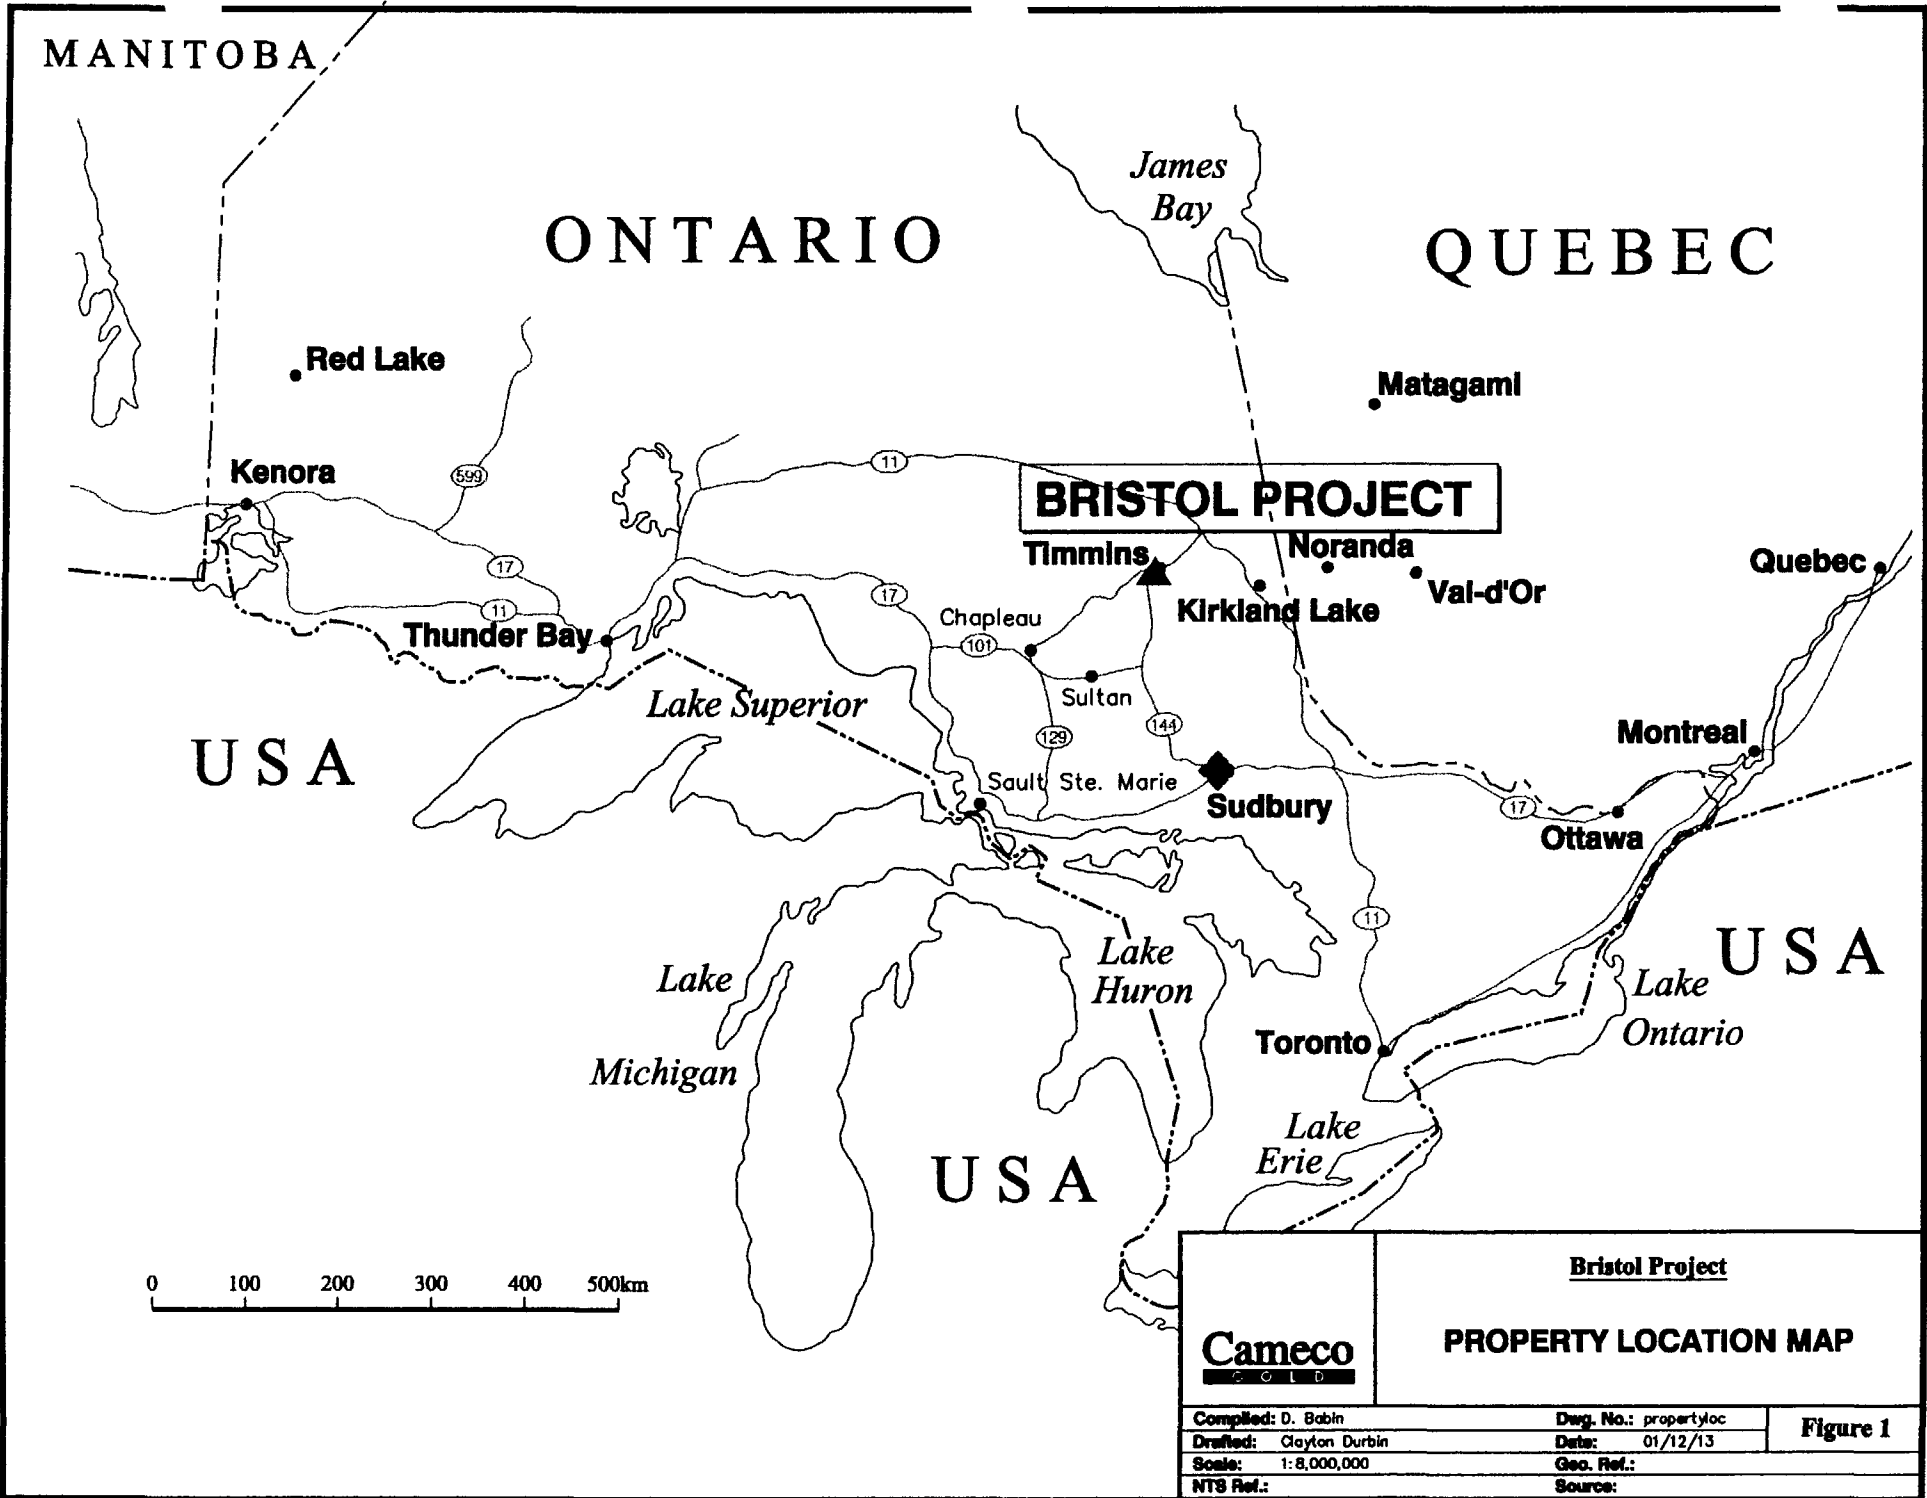 MANITOBA
James
Bay
ONTARIO
QUEBEC
Red Lake
Matagami
Kenora
599
11
BRISTOL PROJECT
Timmins
Noranda
Quebec
17
Val-d'Or
11
17
Kirkland Lake
Chapleau
Thunder Bay
101
Sultan
Lake Superior
144
129
Montreal
USA
Sault Ste. Marie
Sudbury
17
Ottawa
11
Lake
Huron
USA
Lake
Michigan
Lake
Ontario
Toronto
Lake
Erie
USA
0 100 200 300 400 500km
Bristol Project
PROPERTY LOCATION MAP
Cameco
GOLD
Compiled: D. Babin
Dwg. No.: propertyloc
Figure 1
Drafted: Clayton Durbin
Date: 01/12/13
Scale: 1:8,000,000
Geo. Ref.:
NTS Ref.:
Source: